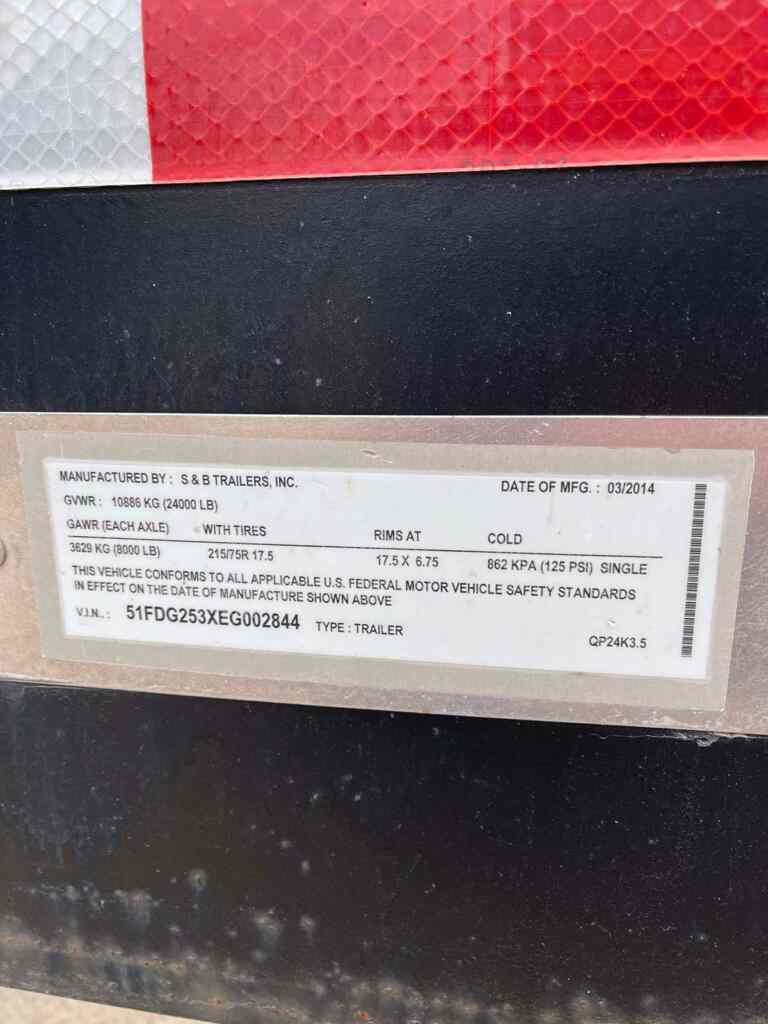 MANUFACTURED BY : S & B TRAILERS, INC. DATE OF MFG. : 03/2014
GVWR : 10886 KG (24000 LB)
GAWR (EACH AXLE) WITH TIRES RIMS AT COLD
3629 KG (8000 LB) 215/75R 17.5 17.5 X 6.75 862 KPA (125 PSI) SINGLE
THIS VEHICLE CONFORMS TO ALL APPLICABLE U.S. FEDERAL MOTOR VEHICLE SAFETY STANDARDS
IN EFFECT ON THE DATE OF MANUFACTURE SHOWN ABOVE
V.I.N.. : 51FDG253XEG002844 TYPE : TRAILER QP24K3.5